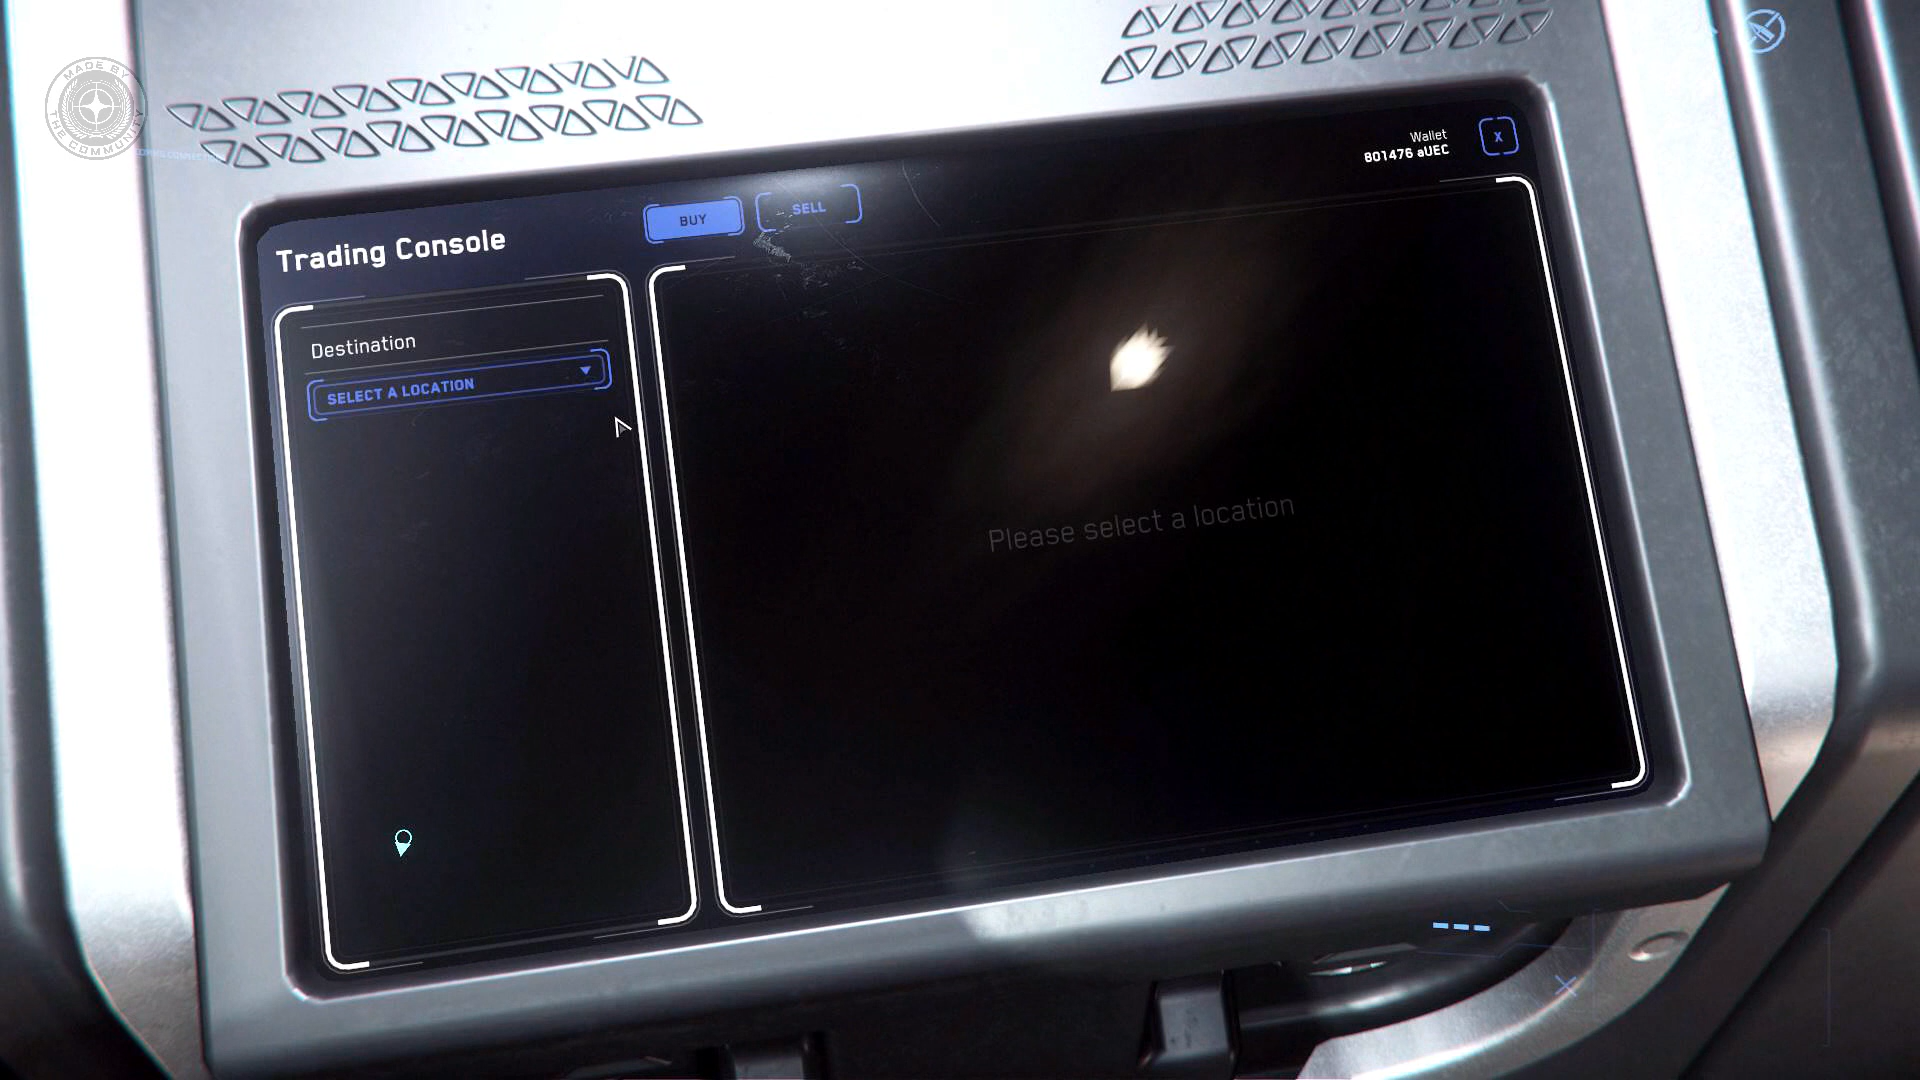 MADE BY
THE COMMUNITY
Wallet
801476 aUEC
X
BUY
SELL
Trading Console
Destination
SELECT A LOCATION
Please select a location